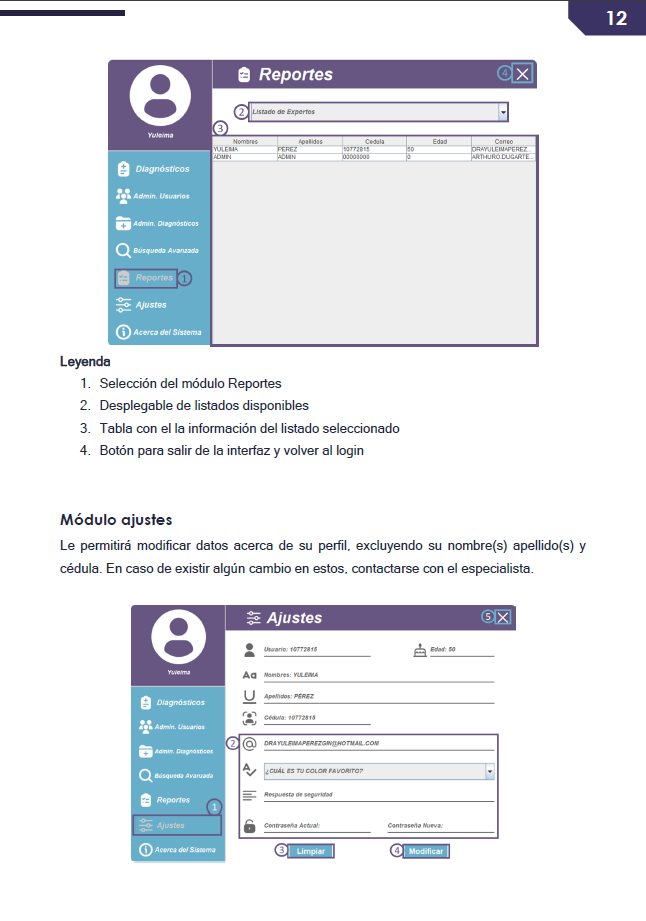 12
Reportes
4
Yuleima
2
Listado de Expertos
3
Nombres Apellidos Cedula Edad Correo
YULEIMA PEREZ 10772815 50 DRAYULEIMAPEREZ...
ADMIN ADMIN 00000000 0 ARTHURO.DUGARTE...
Diagnósticos
Admin. Usuarios
Admin. Diagnósticos
Búsqueda Avanzada
Reportes 1
Ajustes
Acerca del Sistema
Leyenda
1. Selección del módulo Reportes
2. Desplegable de listados disponibles
3. Tabla con el la información del listado seleccionado
4. Botón para salir de la interfaz y volver al login
Módulo ajustes
Le permitirá modificar datos acerca de su perfil, excluyendo su nombre(s) apellido(s) y
cédula. En caso de existir algún cambio en estos, contactarse con el especialista.
Ajustes
5
Yuleima
Usuario: 10772815 Edad: 50
Nombres: YULEIMA
Apellidos: PEREZ
Cédula: 10772815
2
DRAYULEIMAPEREZGIN@HOTMAIL.COM
¿CUÁL ES TU COLOR FAVORITO?
Respuesta de seguridad
Contraseña Actual: Contraseña Nueva:
Diagnósticos
Admin. Usuarios
Admin. Diagnósticos
Búsqueda Avanzada
Reportes
1
Ajustes
Acerca del Sistema
3 Limpiar 4 Modificar